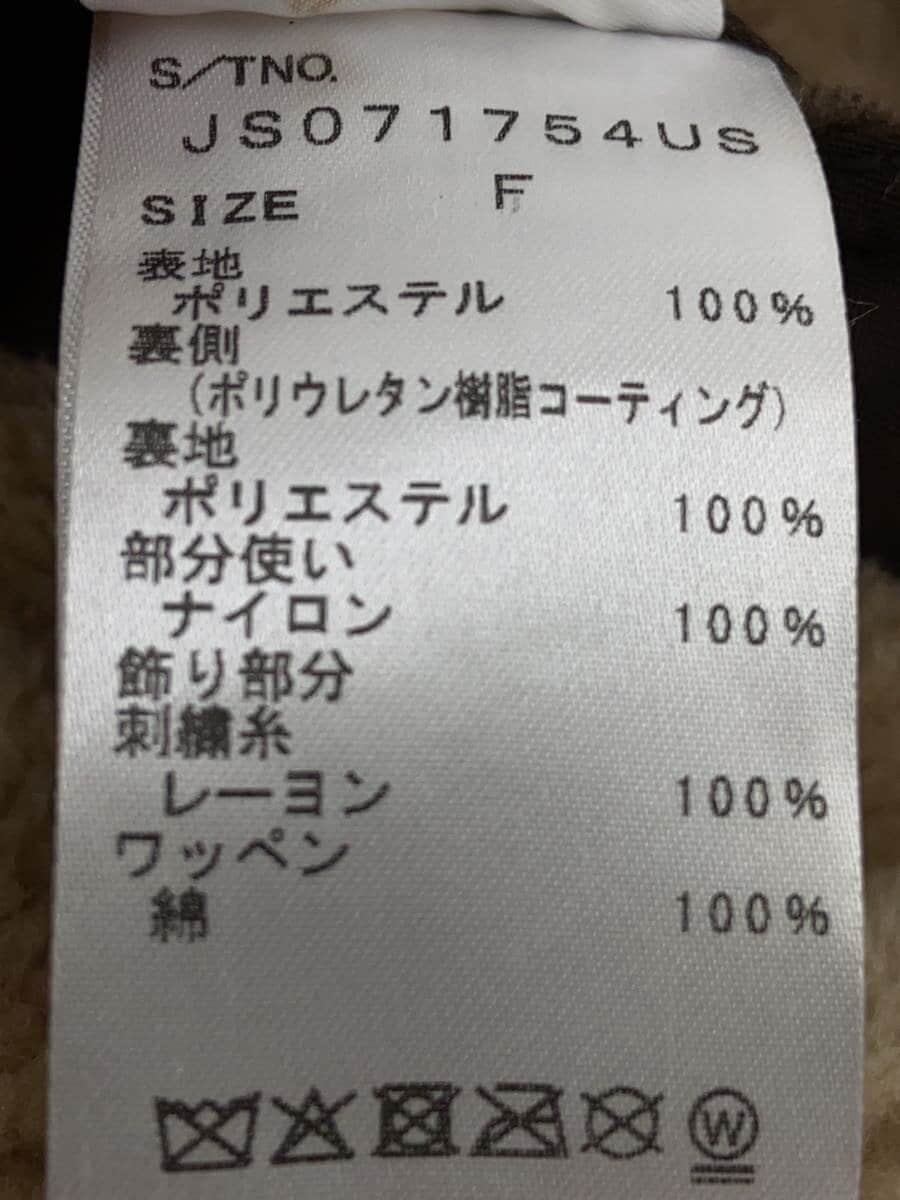 S/TNO.
JS071754US
SIZE F
表地
ポリエステル 100%
裏側
(ポリウレタン樹脂コーティング)
裏地
ポリエステル 100%
部分使い
ナイロン 100%
飾り部分
刺繍糸
レーヨン 100%
ワッペン
綿 100%
W